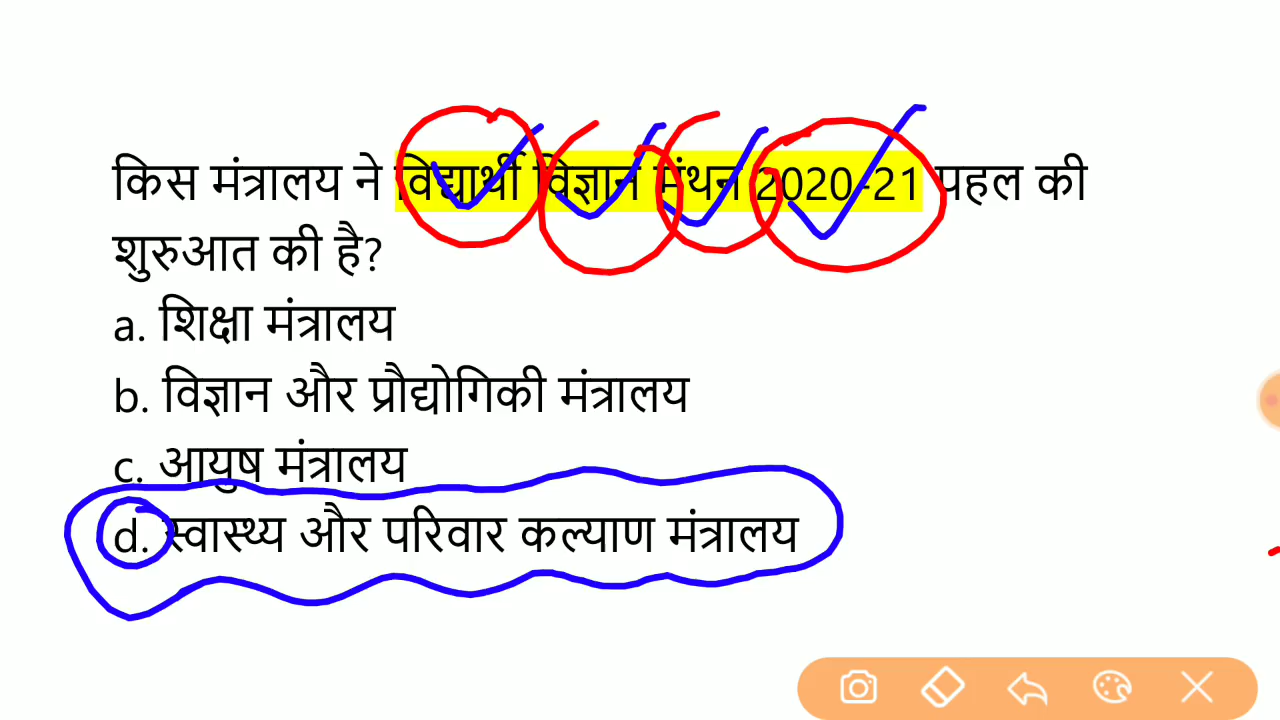 किस मंत्रालय ने विद्यार्थी विज्ञान मंथन 2020-21 पहल की
शुरुआत की है?
a. शिक्षा मंत्रालय
b. विज्ञान और प्रौद्योगिकी मंत्रालय
c. आयुष मंत्रालय
d. स्वास्थ्य और परिवार कल्याण मंत्रालय